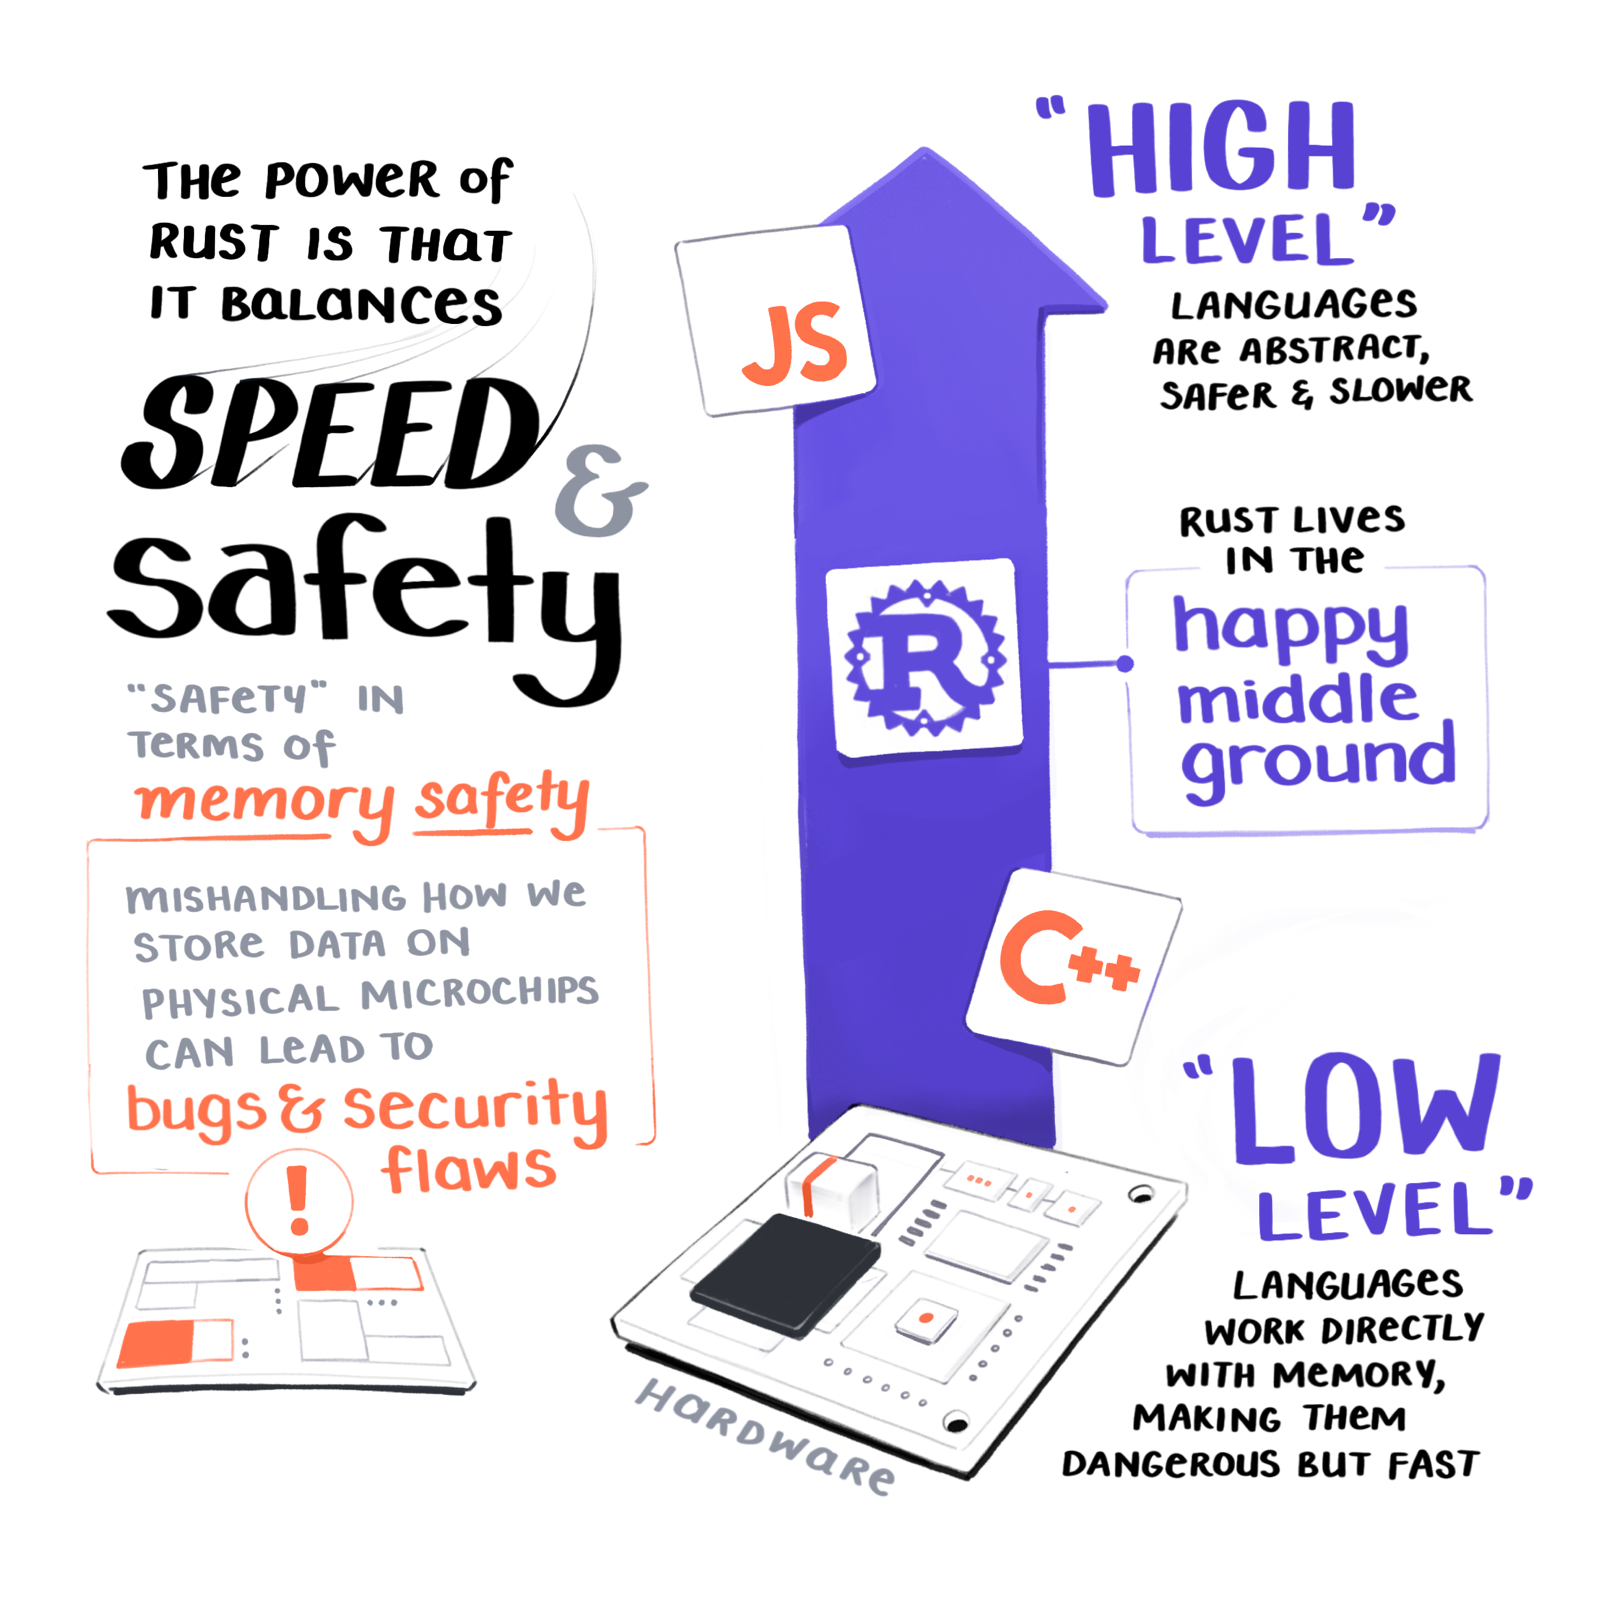 THE POWER OF
RUST IS THAT
IT BALANCES
SPEED
&
safety
"SAFETY" IN
TERMS OF
memory safety
MISHANDLING HOW WE
STORE DATA ON
PHYSICAL MICROCHIPS
CAN LEAD TO
bugs & security
flaws
!
"HIGH
LEVEL"
LANGUAGES
ARE ABSTRACT,
SAFER & SLOWER
JS
RUST LIVES
IN THE
happy
middle
ground
R
C++
"LOW
LEVEL"
LANGUAGES
WORK DIRECTLY
WITH MEMORY,
MAKING THEM
DANGEROUS BUT FAST
HARDWARE